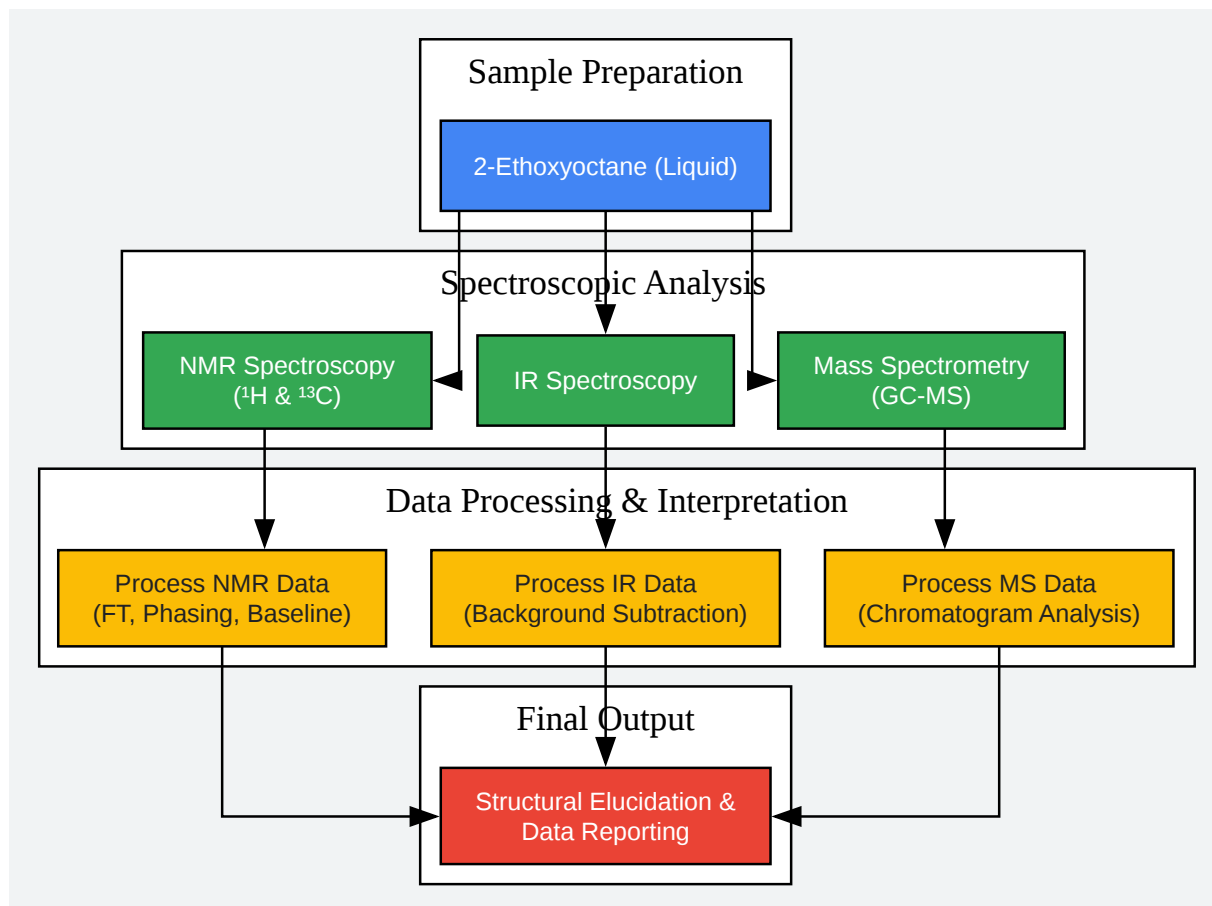 Sample Preparation
2-Ethoxyoctane (Liquid)
Spectroscopic Analysis
NMR Spectroscopy
(¹H & ¹³C)
IR Spectroscopy
Mass Spectrometry
(GC-MS)
Data Processing & Interpretation
Process NMR Data
(FT, Phasing, Baseline)
Process IR Data
(Background Subtraction)
Process MS Data
(Chromatogram Analysis)
Final Output
Structural Elucidation &
Data Reporting